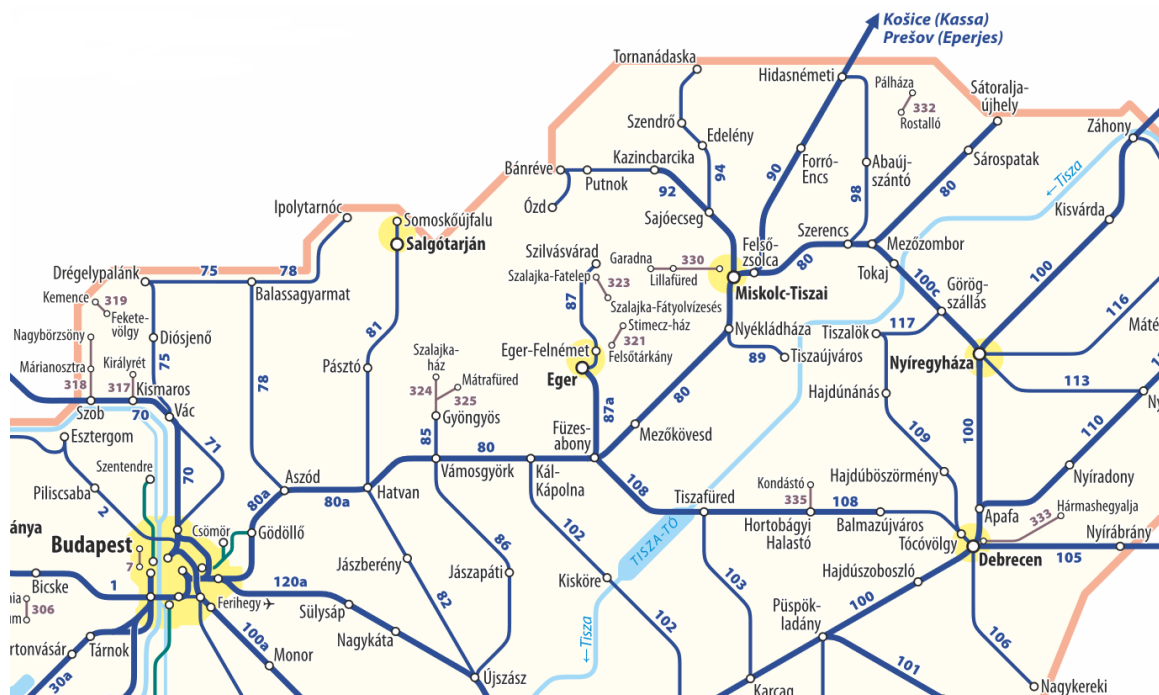 Košice (Kassa)
Prešov (Eperjes)
Tornanádaska
Hidasnémeti
Pálháza
332
Rostalló
Sátoralja-
újhely
Záhony
Szendrő
Edelény
94
Forró-
Encs
90
Abaúj-
szántó
98
Sárospatak
80
←Tisza
Kisvárda
Bánréve
Putnok
Kazincbarcika
92
Ózd
Sajóecseg
Ipolytarnóc
Somoskőújfalu
Salgótarján
Szilvásvárad
Szalajka-Fatelep
323
Szalajka-Fátyolvízesés
87
Garadna
330
Lillafüred
Felső-
zsolca
Miskolc-Tiszai
80
Szerencs
Mezőzombor
Tokaj
100c
Görög-
szállás
100
116
Drégelypalánk
75
78
Balassagyarmat
Kemence
319
Fekete-
völgy
Nagybörzsöny
Diósjenő
75
Márianosztra
Királyrét
318
317
Kismaros
Szob
70
Vác
78
81
Pásztó
Szalajka-
ház
Mátrafüred
324
325
Gyöngyös
85
Stimecz-ház
321
Felsőtárkány
Eger-Felnémet
Eger
87a
Nyékládháza
89
Tiszaújváros
80
Mezőkövesd
Tiszalök
117
Nyíregyháza
Máté
113
Ny
Hajdúnánás
109
100
110
Hajdúböszörmény
Nyíradony
Esztergom
Szentendre
71
70
Piliscsaba
2
80a
Aszód
80a
Hatvan
Vámosgyörk
80
Kál-
Kápolna
Füzes-
abony
108
Tiszafüred
Kondástó
335
108
Hortobágyi
Halastó
Balmazújváros
Apafa
Hármashegyalja
333
Tócóvölgy
Nyírábrány
Debrecen
105
ánya
Budapest
7
Csömör
Gödöllő
Bicske
1
306
120a
Ferihegy
Sülysáp
Nagykáta
Jászberény
82
86
Jászapáti
102
Kisköre
102
TISZA-TÓ
←Tisza
103
Hajdúszoboszló
100
Püspök-
ladány
101
106
Nagykereki
Tárnok
rtonvásár
30a
100a
Monor
Újszász
Karcag